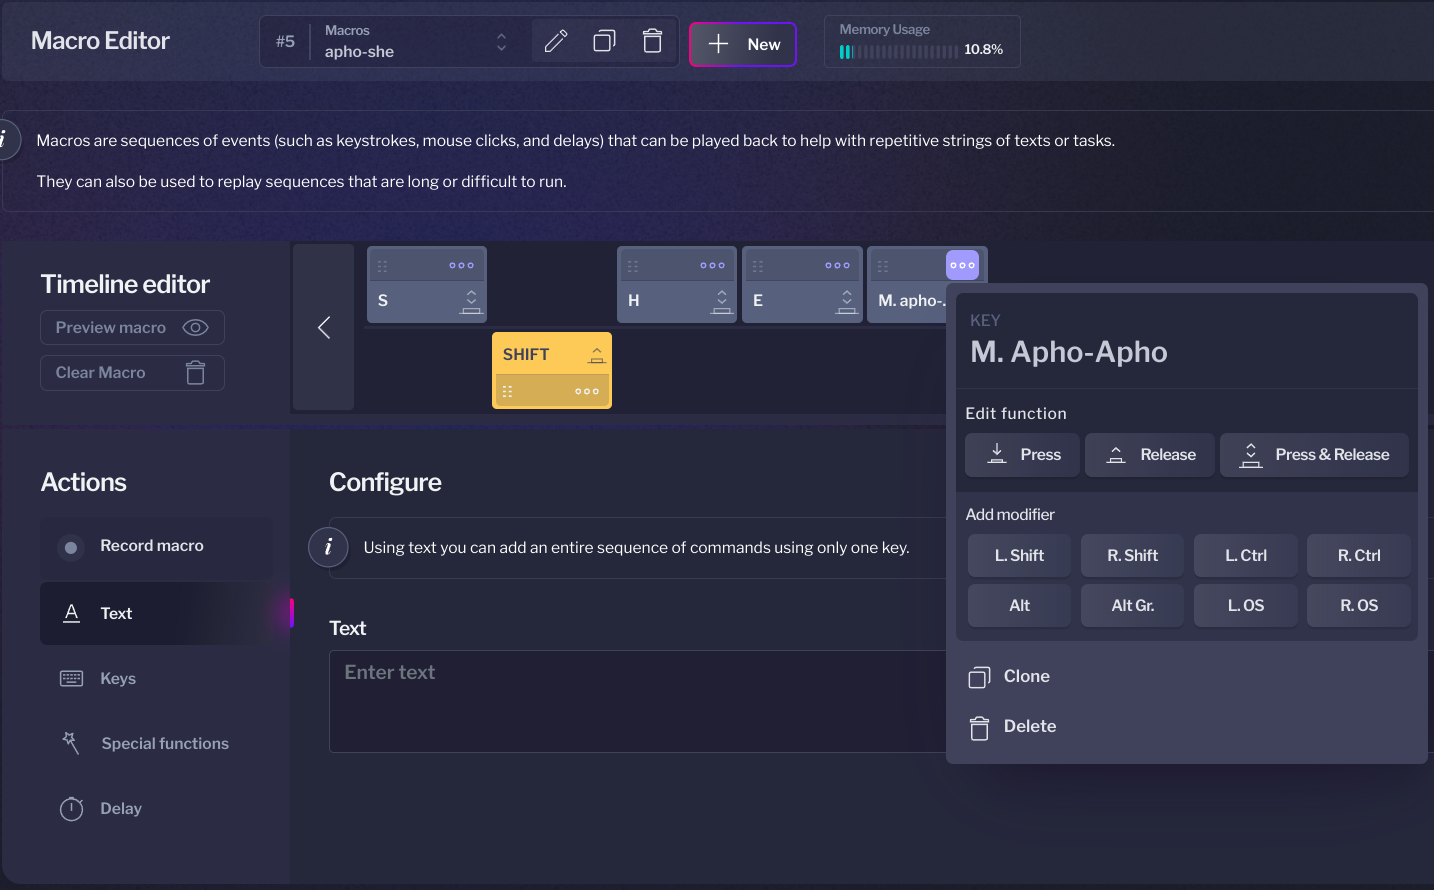 Macro Editor
#5
Macros
apho-she
New
Memory Usage
10.8%
i
Macros are sequences of events (such as keystrokes, mouse clicks, and delays) that can be played back to help with repetitive strings of texts or tasks.
They can also be used to replay sequences that are long or difficult to run.
Timeline editor
Preview macro
Clear Macro
S
SHIFT
H
E
M. apho-..
KEY
M. Apho-Apho
Edit function
Press
Release
Press & Release
Add modifier
L. Shift
R. Shift
L. Ctrl
R. Ctrl
Alt
Alt Gr.
L. OS
R. OS
Clone
Delete
Actions
Record macro
Text
Keys
Special functions
Delay
Configure
i
Using text you can add an entire sequence of commands using only one key.
Text
Enter text